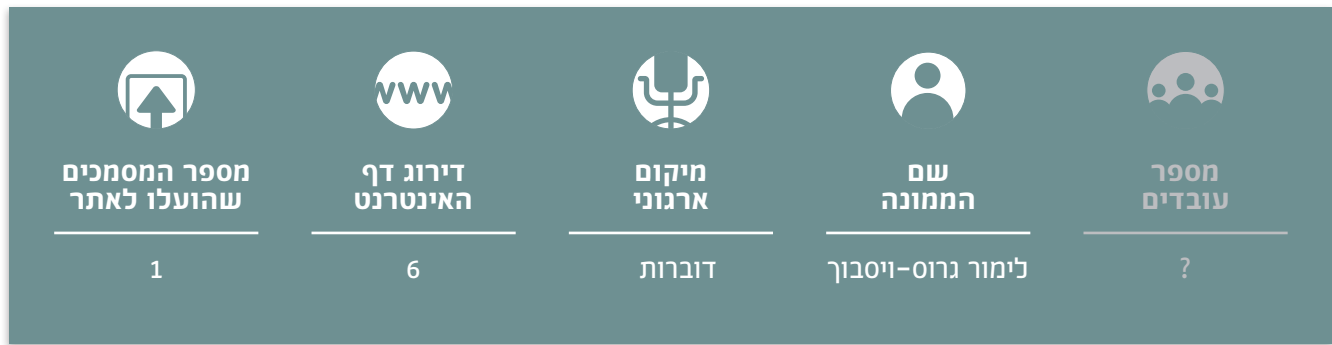 מספר
עובדים
?
שם
הממונה
לימור גרוס-ויסבוך
מיקום
ארגוני
דוברות
www
דירוג דף
האינטרנט
6
מספר המסמכים
שהועלו לאתר
1